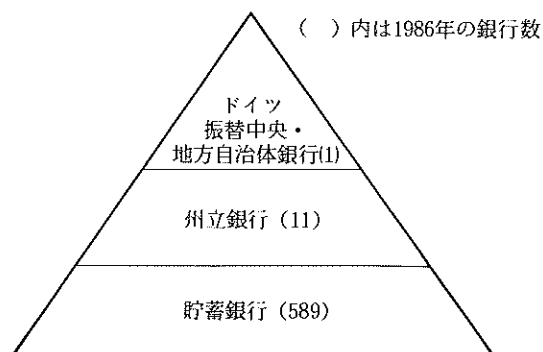 （　）内は1986年の銀行数
ドイツ
振替中央・
地方自治体銀行(1)
州立銀行（11）
貯蓄銀行（589）